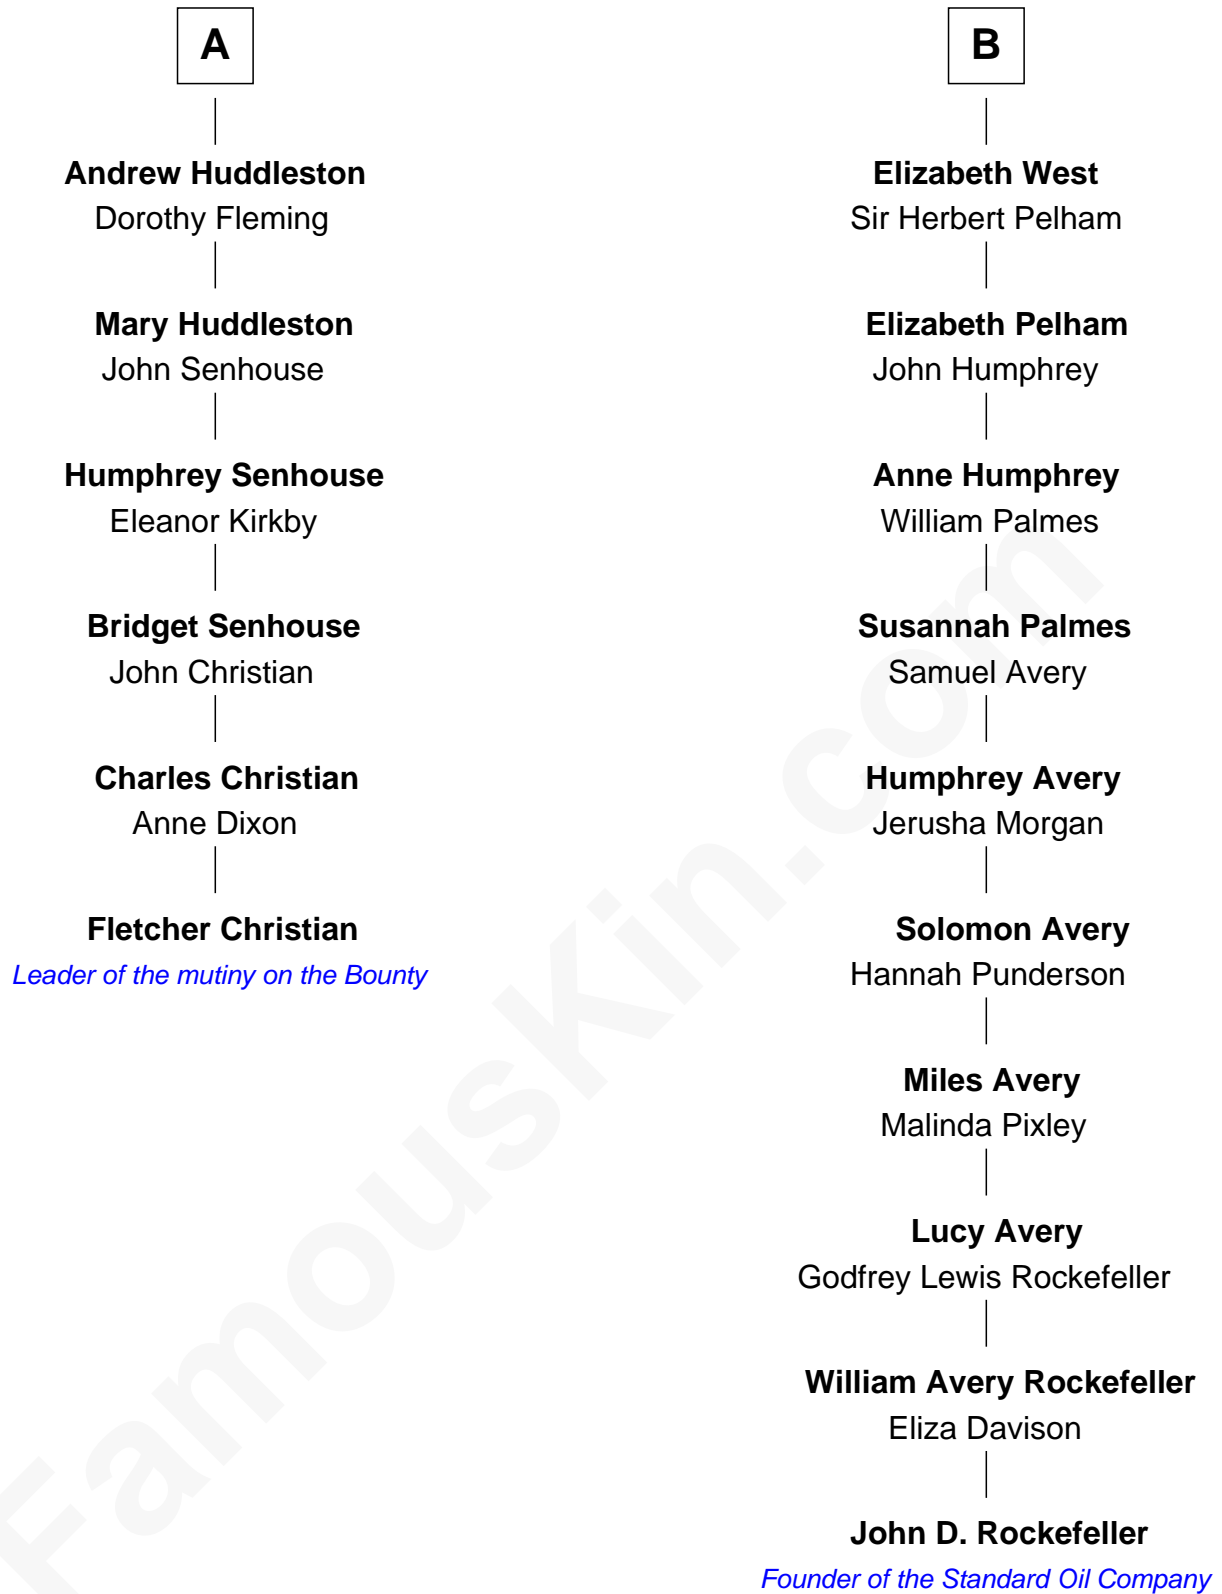 A
Andrew Huddleston
Dorothy Fleming
Mary Huddleston
John Senhouse
Humphrey Senhouse
Eleanor Kirkby
Bridget Senhouse
John Christian
Charles Christian
Anne Dixon
Fletcher Christian
Leader of the mutiny on the Bounty
B
Elizabeth West
Sir Herbert Pelham
Elizabeth Pelham
John Humphrey
Anne Humphrey
William Palmes
Susannah Palmes
Samuel Avery
Humphrey Avery
Jerusha Morgan
Solomon Avery
Hannah Punderson
Miles Avery
Malinda Pixley
Lucy Avery
Godfrey Lewis Rockefeller
William Avery Rockefeller
Eliza Davison
John D. Rockefeller
Founder of the Standard Oil Company
FamousKin.com